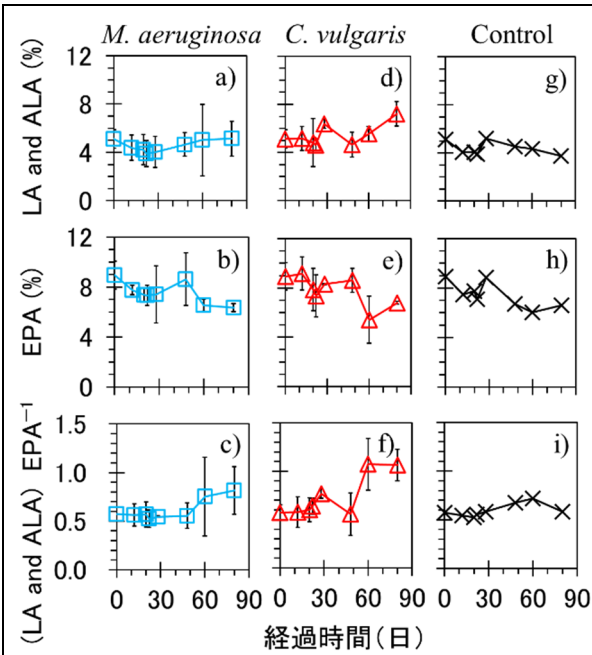 M. aeruginosa C. vulgaris Control
LA and ALA (%)
12
8
4
0
a) d) g)
EPA (%)
12
8
4
0
b) e) h)
(LA and ALA) EPA⁻¹
1.5
1.0
0.5
0.0
c) f) i)
0 30 60 90 0 30 60 90 0 30 60 90
経過時間(日)